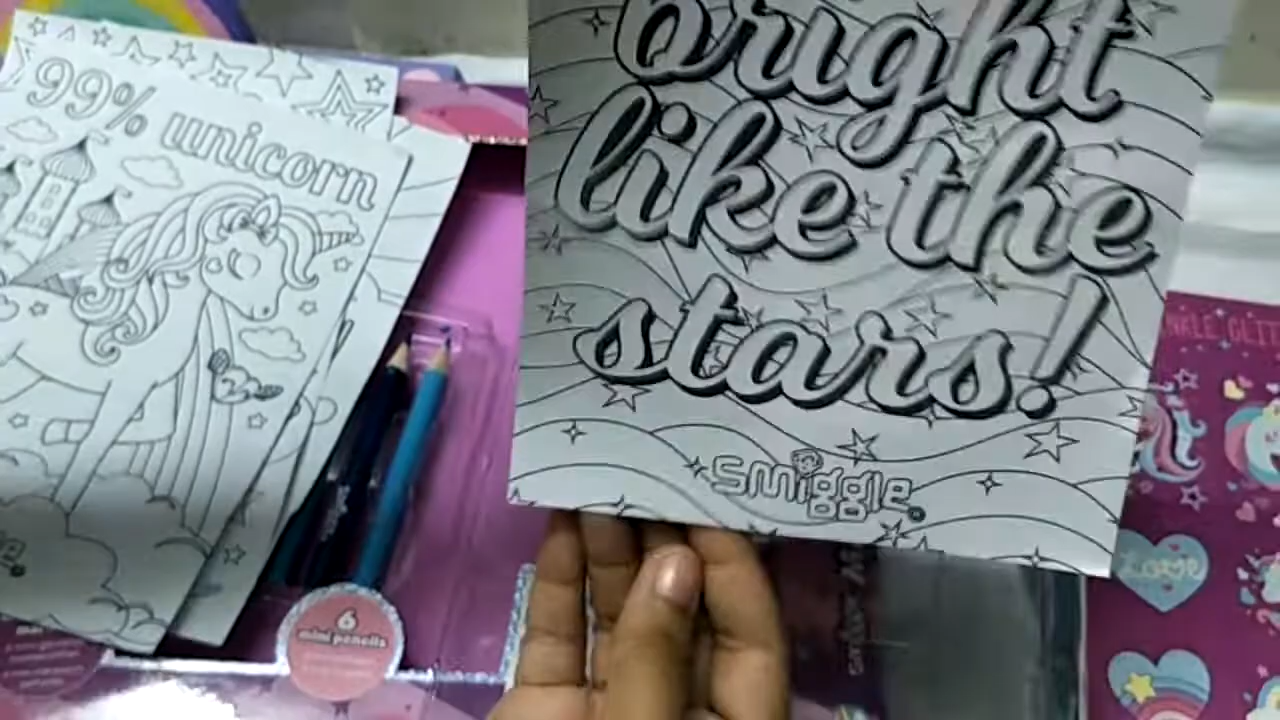 99% unicorn
bright
like the
stars!
smiggle
6
mini pencils
Love